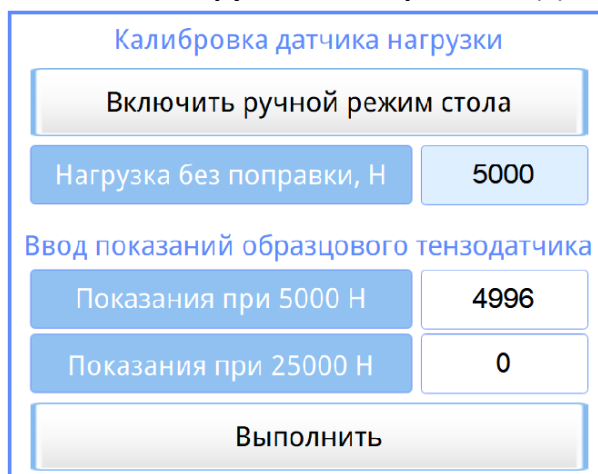 Калибровка датчика нагрузки
Включить ручной режим стола
Нагрузка без поправки, Н 5000
Ввод показаний образцового тензодатчика
Показания при 5000 Н 4996
Показания при 25000 Н 0
Выполнить